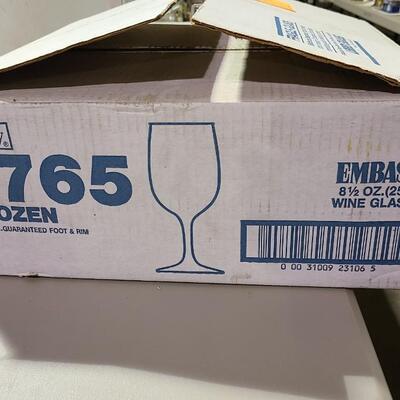 765
OZEN
GUARANTEED FOOT & RIM
EMBAS
8½ OZ.(25
WINE GLAS
0 00 31009 23106 5